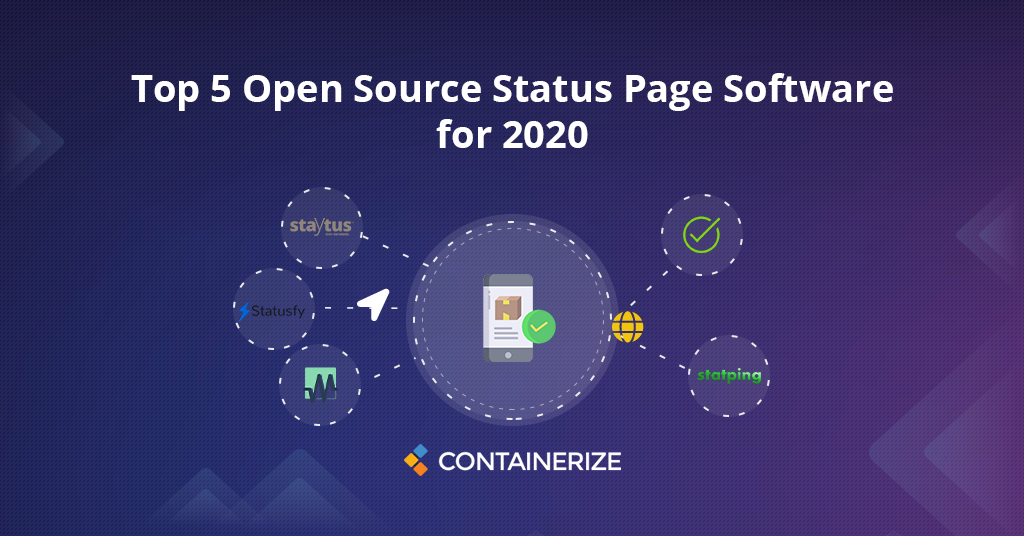 Top 5 Open Source Status Page Software
for 2020
staytus
Statusfy
statping
CONTAINERIZE